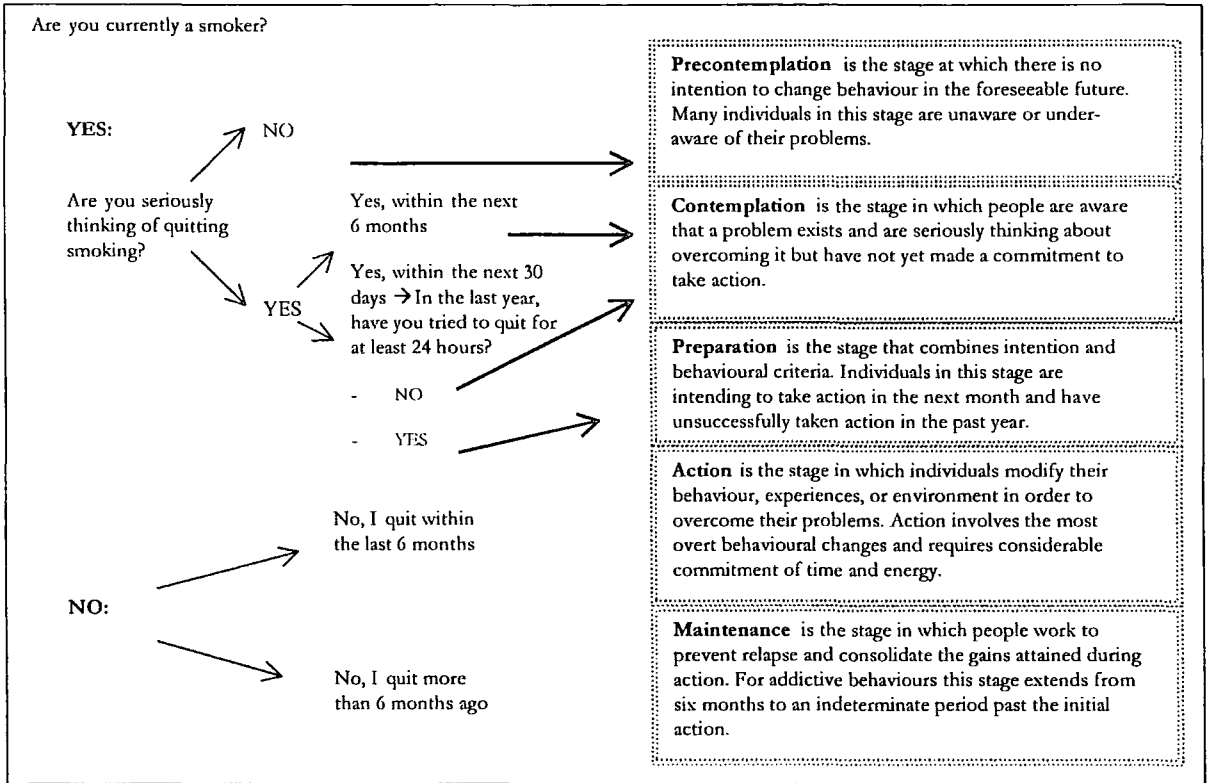 Are you currently a smoker?
YES:
NO
Are you seriously
thinking of quitting
smoking?
YES
Yes, within the next
6 months
Yes, within the next 30
days → In the last year,
have you tried to quit for
at least 24 hours?
- NO
- YES
NO:
No, I quit within
the last 6 months
No, I quit more
than 6 months ago
Precontemplation is the stage at which there is no
intention to change behaviour in the foreseeable future.
Many individuals in this stage are unaware or under-
aware of their problems.
Contemplation is the stage in which people are aware
that a problem exists and are seriously thinking about
overcoming it but have not yet made a commitment to
take action.
Preparation is the stage that combines intention and
behavioural criteria. Individuals in this stage are
intending to take action in the next month and have
unsuccessfully taken action in the past year.
Action is the stage in which individuals modify their
behaviour, experiences, or environment in order to
overcome their problems. Action involves the most
overt behavioural changes and requires considerable
commitment of time and energy.
Maintenance is the stage in which people work to
prevent relapse and consolidate the gains attained during
action. For addictive behaviours this stage extends from
six months to an indeterminate period past the initial
action.